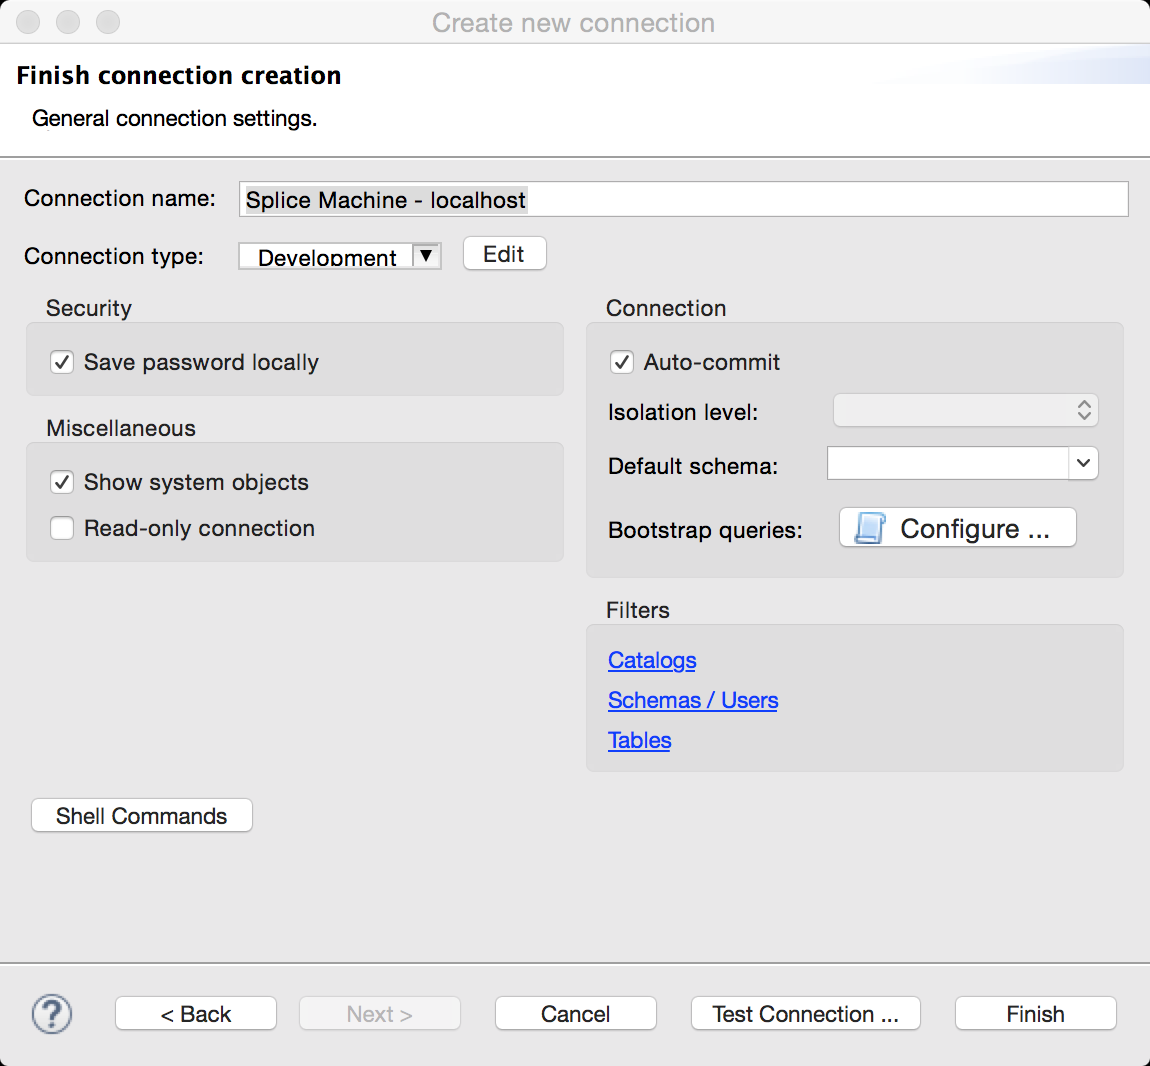 Create new connection
Finish connection creation
General connection settings.
Connection name: Splice Machine - localhost
Connection type: Development ▼ Edit
Security
Save password locally
Miscellaneous
Show system objects
Read-only connection
Connection
Auto-commit
Isolation level:
Default schema:
Bootstrap queries: Configure ...
Filters
Catalogs
Schemas / Users
Tables
Shell Commands
? < Back Next > Cancel Test Connection ... Finish